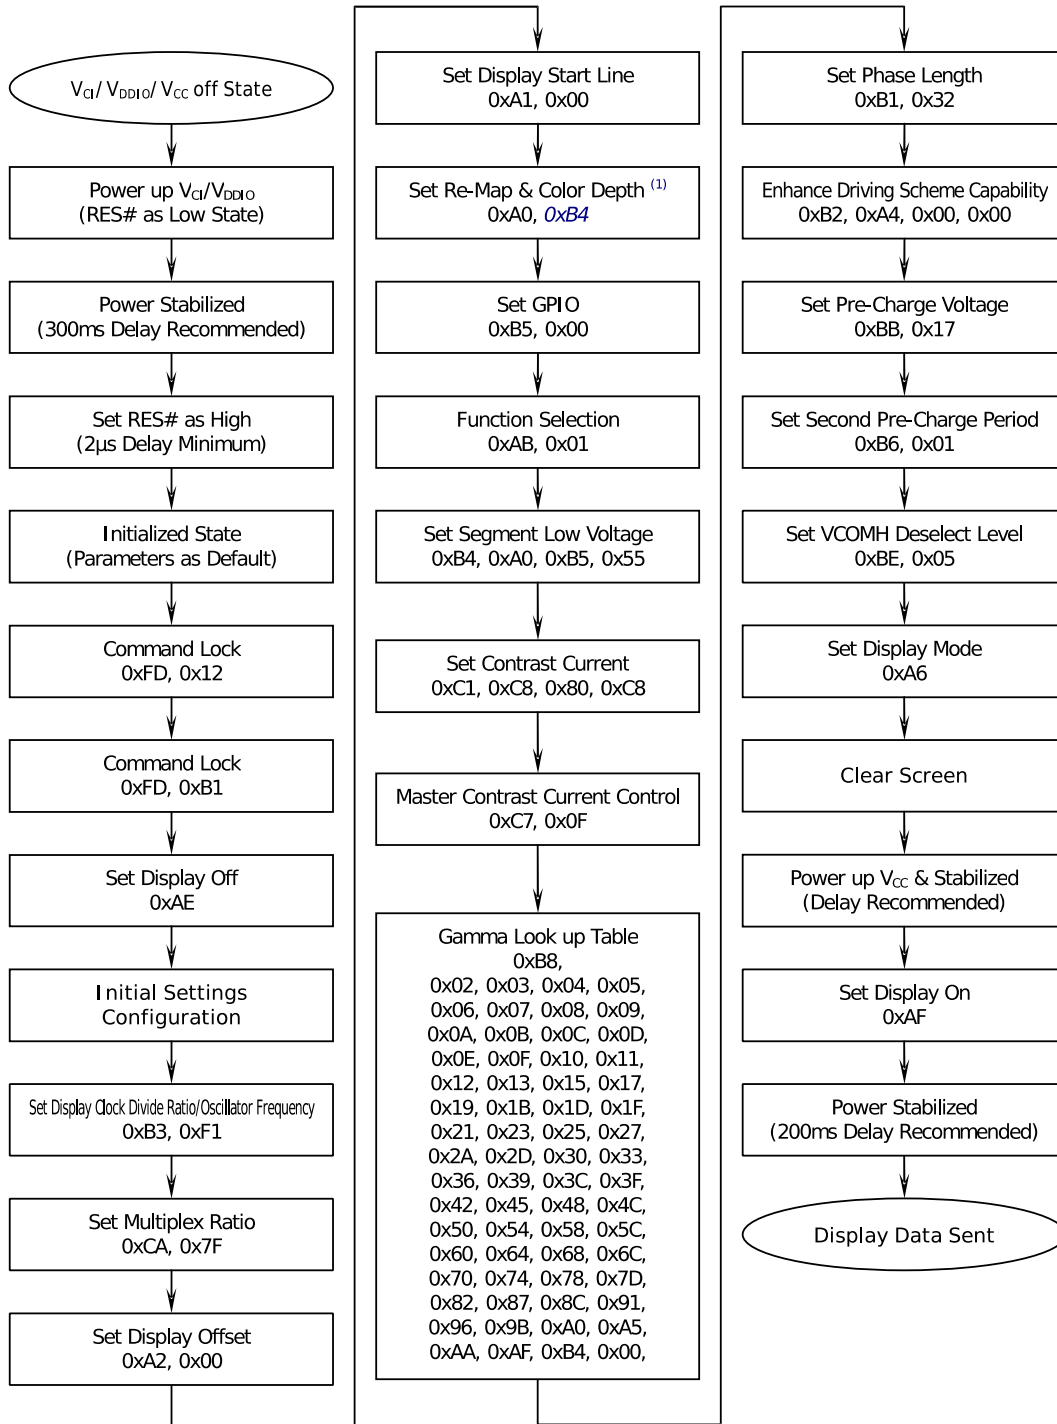 VCI/ VDDIO/ VCC off State
Power up VCI/VDDIO
(RES# as Low State)
Power Stabilized
(300ms Delay Recommended)
Set RES# as High
(2µs Delay Minimum)
Initialized State
(Parameters as Default)
Command Lock
0xFD, 0x12
Command Lock
0xFD, 0xB1
Set Display Off
0xAE
Initial Settings
Configuration
Set Display Clock Divide Ratio/Oscillator Frequency
0xB3, 0xF1
Set Multiplex Ratio
0xCA, 0x7F
Set Display Offset
0xA2, 0x00
Set Display Start Line
0xA1, 0x00
Set Re-Map & Color Depth (1)
0xA0, 0xB4
Set GPIO
0xB5, 0x00
Function Selection
0xAB, 0x01
Set Segment Low Voltage
0xB4, 0xA0, 0xB5, 0x55
Set Contrast Current
0xC1, 0xC8, 0x80, 0xC8
Master Contrast Current Control
0xC7, 0x0F
Gamma Look up Table
0xB8,
0x02, 0x03, 0x04, 0x05,
0x06, 0x07, 0x08, 0x09,
0x0A, 0x0B, 0x0C, 0x0D,
0x0E, 0x0F, 0x10, 0x11,
0x12, 0x13, 0x15, 0x17,
0x19, 0x1B, 0x1D, 0x1F,
0x21, 0x23, 0x25, 0x27,
0x2A, 0x2D, 0x30, 0x33,
0x36, 0x39, 0x3C, 0x3F,
0x42, 0x45, 0x48, 0x4C,
0x50, 0x54, 0x58, 0x5C,
0x60, 0x64, 0x68, 0x6C,
0x70, 0x74, 0x78, 0x7D,
0x82, 0x87, 0x8C, 0x91,
0x96, 0x9B, 0xA0, 0xA5,
0xAA, 0xAF, 0xB4, 0x00,
Set Phase Length
0xB1, 0x32
Enhance Driving Scheme Capability
0xB2, 0xA4, 0x00, 0x00
Set Pre-Charge Voltage
0xBB, 0x17
Set Second Pre-Charge Period
0xB6, 0x01
Set VCOMH Deselect Level
0xBE, 0x05
Set Display Mode
0xA6
Clear Screen
Power up VCC & Stabilized
(Delay Recommended)
Set Display On
0xAF
Power Stabilized
(200ms Delay Recommended)
Display Data Sent